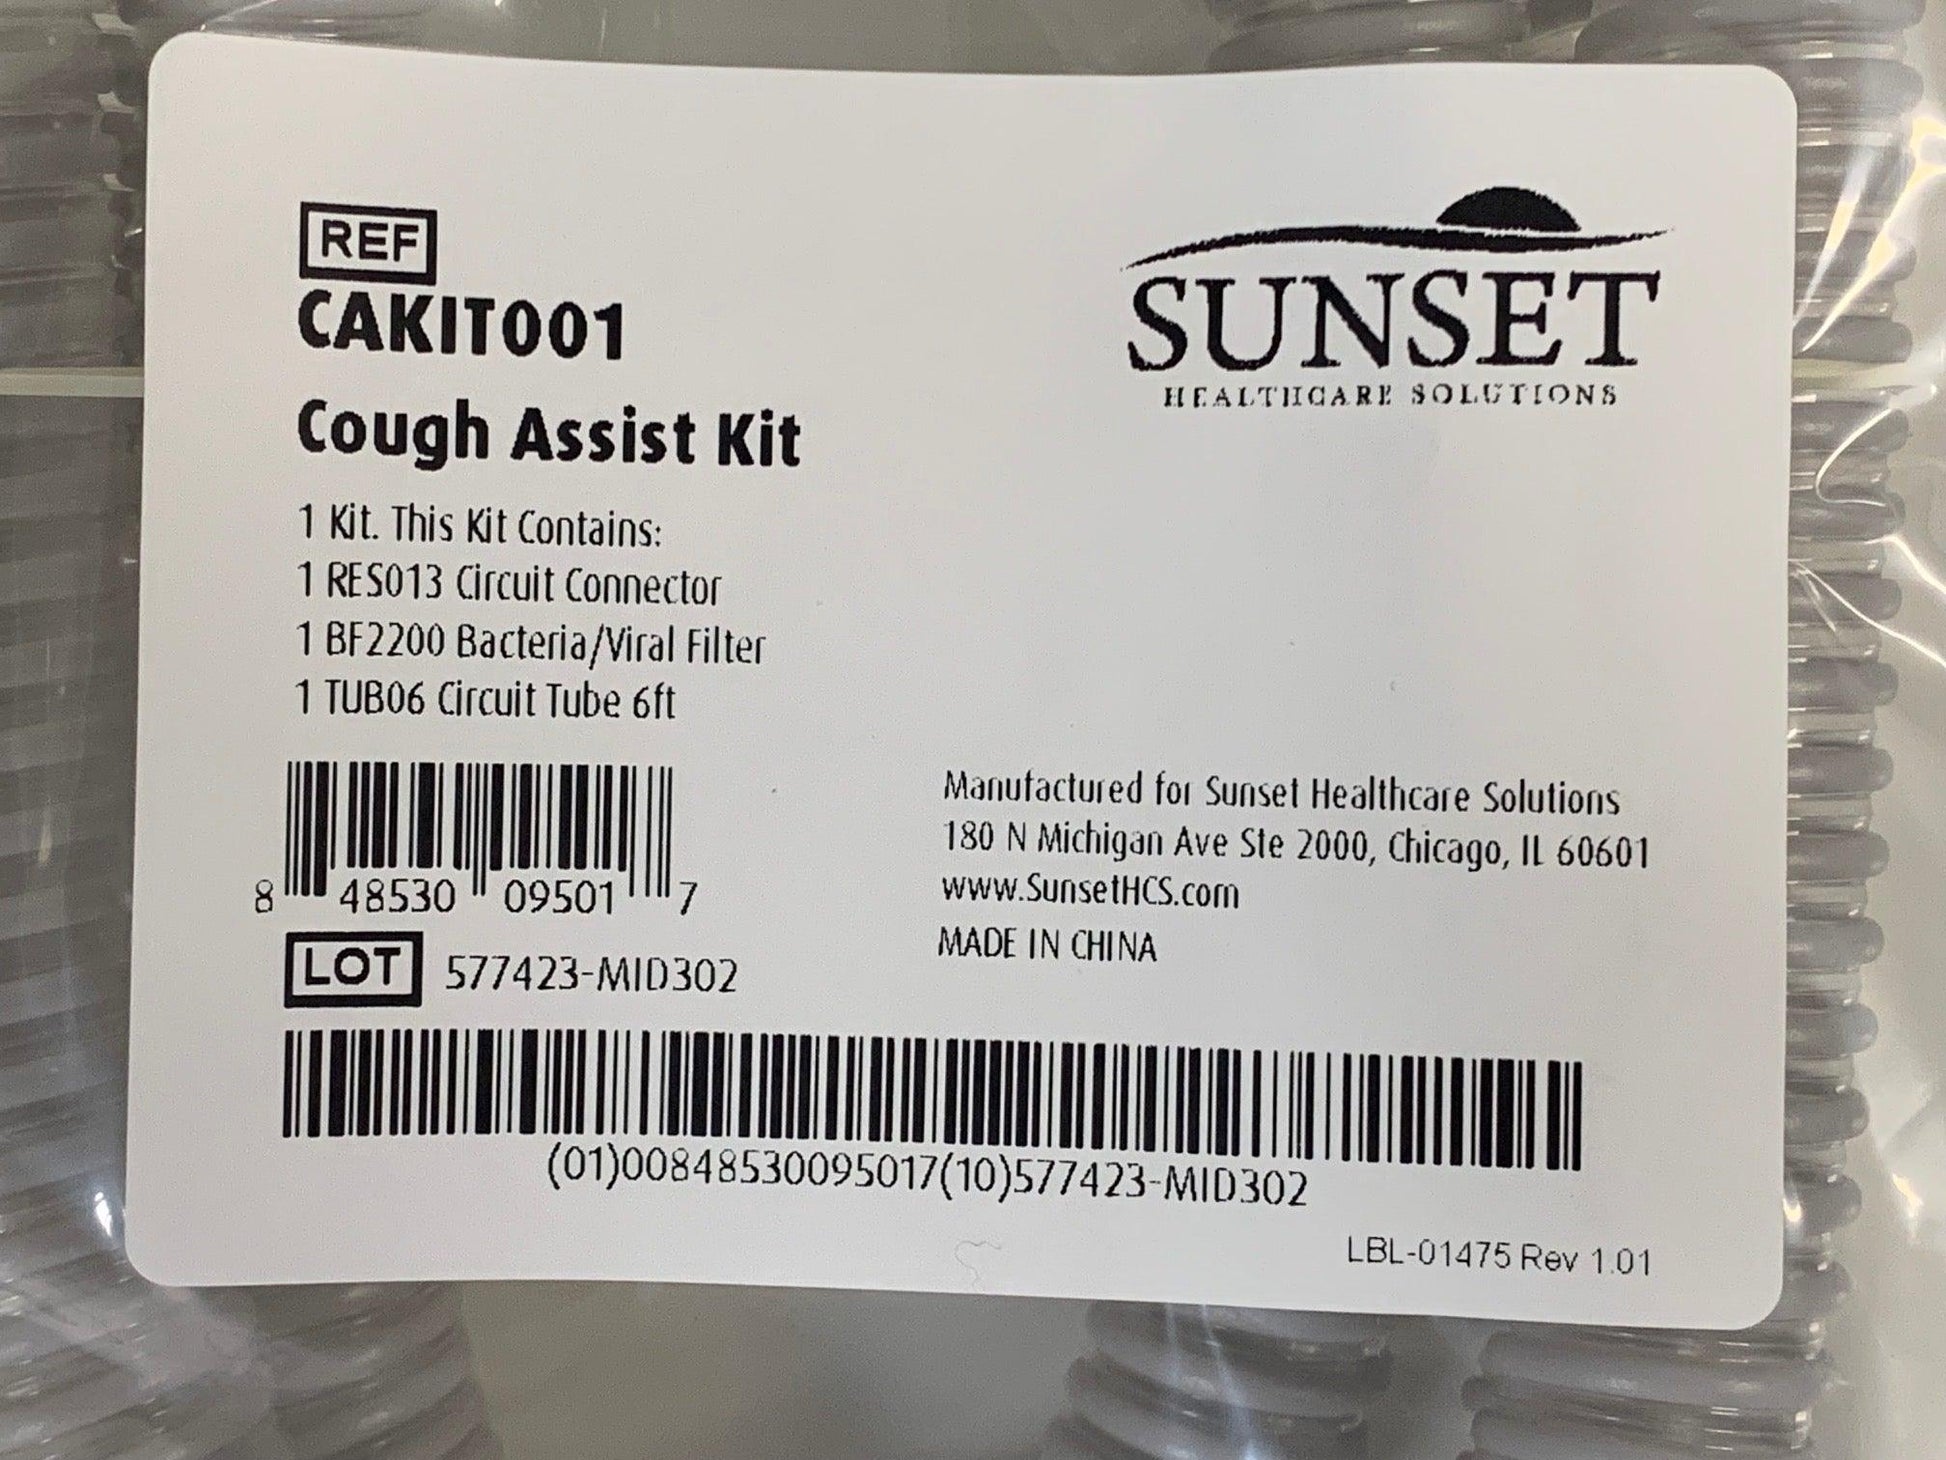 REF
CAKIT001
Cough Assist Kit
1 Kit. This Kit Contains:
1 RES013 Circuit Connector
1 BF2200 Bacteria/Viral Filter
1 TUB06 Circuit Tube 6ft
SUNSET
HEALTHCARE SOLUTIONS
8 48530 09501 7
LOT 577423-MID302
Manufactured for Sunset Healthcare Solutions
180 N Michigan Ave Ste 2000, Chicago, IL 60601
www.SunsetHCS.com
MADE IN CHINA
(01)00848530095017(10)577423-MID302
LBL-01475 Rev 1.01